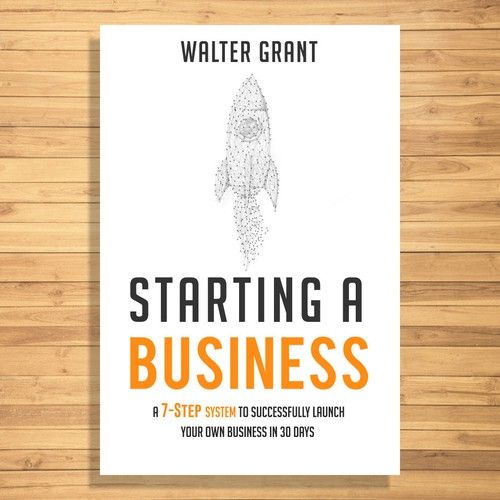 WALTER GRANT
STARTING A
BUSINESS
A 7-STEP SYSTEM TO SUCCESSFULLY LAUNCH
YOUR OWN BUSINESS IN 30 DAYS